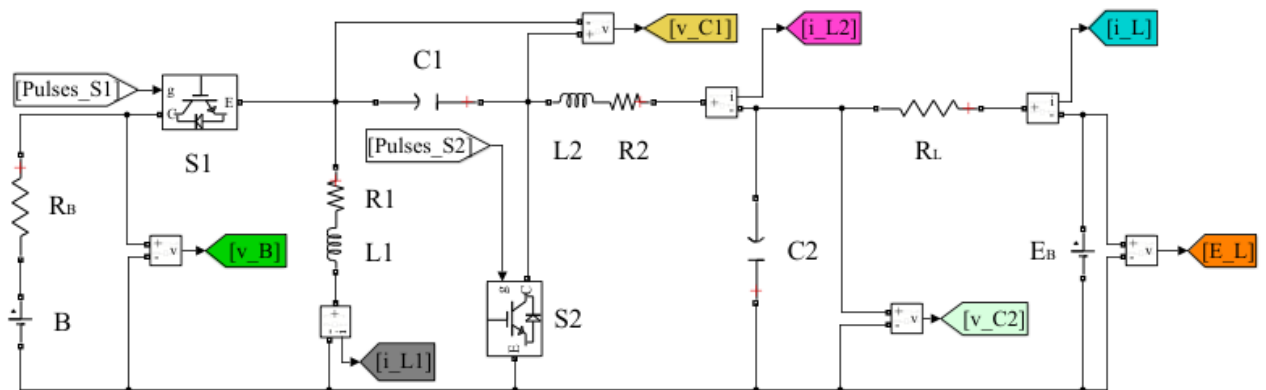 [v_C1]
[i_L2]
[i_L]
+
-
v
C1
[Pulses_S1]
g
C
E
S1
i
+
-
i
+
-
[Pulses_S2]
L2
R2
RL
RB
R1
L1
+
-
v
[v_B]
g
C
E
S2
C2
EB
+
-
v
[E_L]
B
+
-
i
[i_L1]
+
-
v
[v_C2]